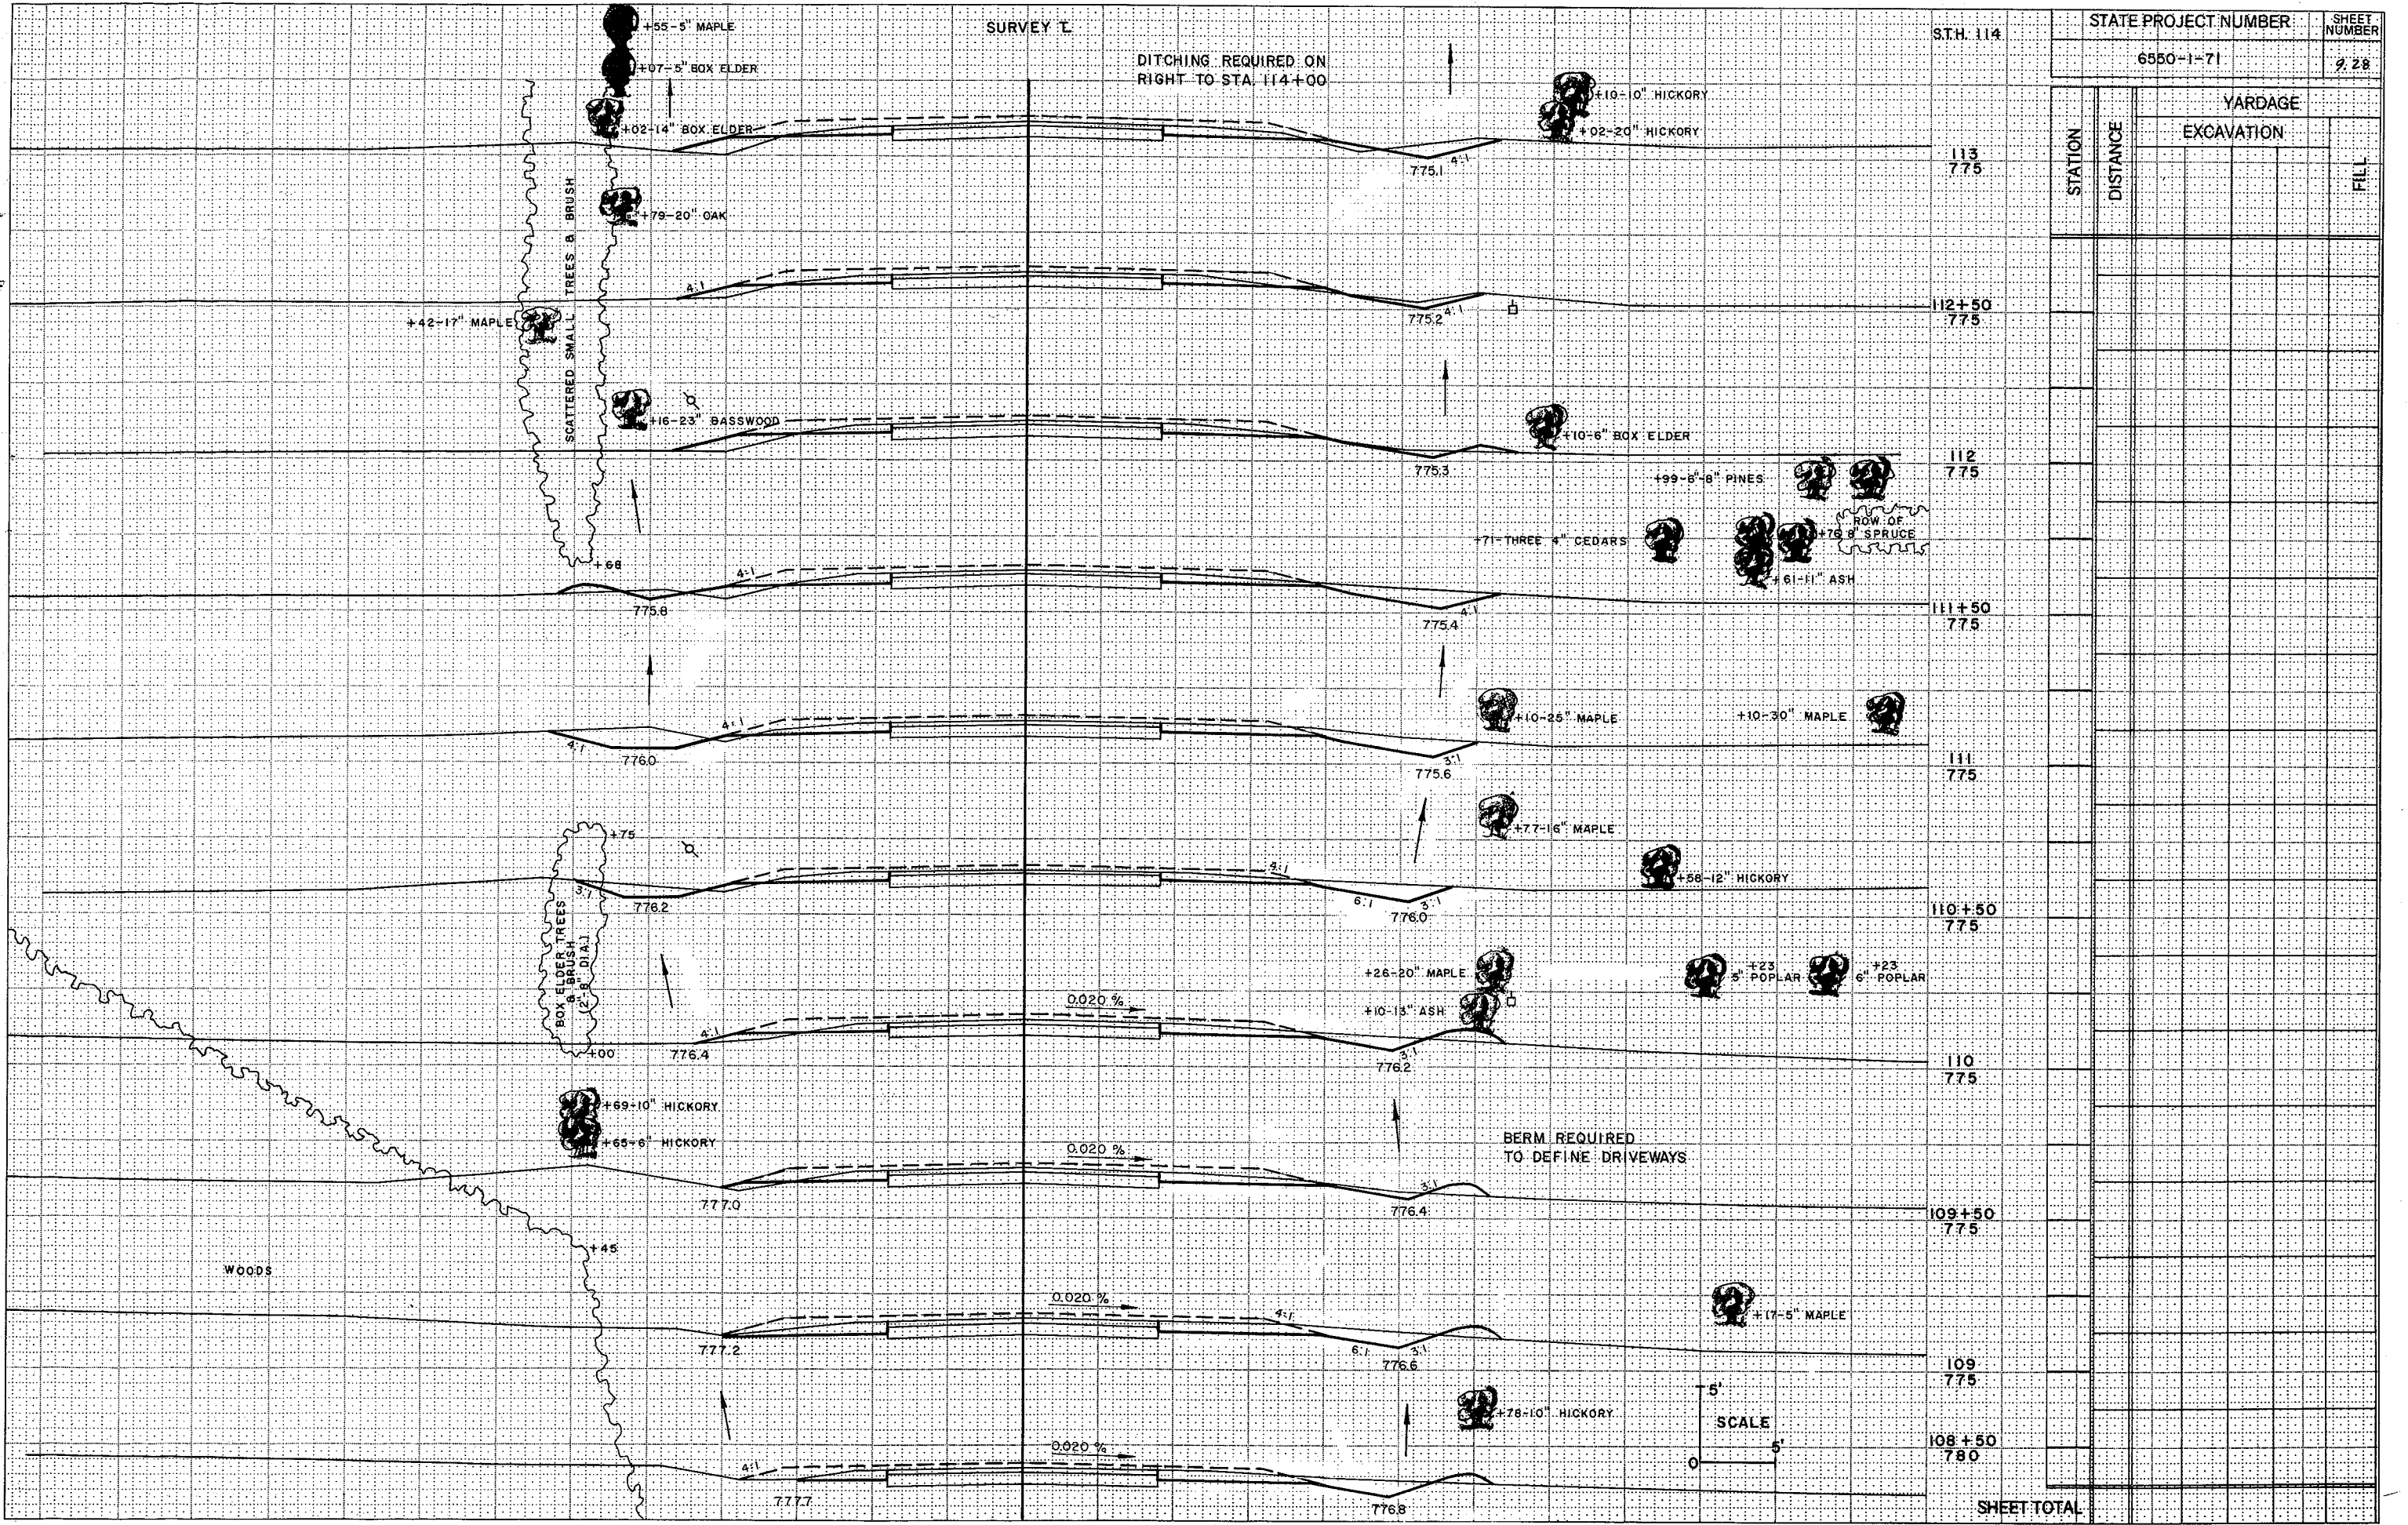 SURVEY ℄
S.T.H. 114
STATE PROJECT NUMBER
SHEET NUMBER
6550-1-71
9.28
YARDAGE
EXCAVATION
STATION
DISTANCE
FILL
+55-5" MAPLE
+07-5" BOX ELDER
DITCHING REQUIRED ON
RIGHT TO STA. 114+00
+10-10" HICKORY
+02-14" BOX ELDER
+02-20" HICKORY
113
775
775.1
4:1
SCATTERED SMALL TREES & BRUSH
+79-20" OAK
4:1
112+50
775
775.2
4:1
+42-17" MAPLE
+16-23" BASSWOOD
+10-6" BOX ELDER
112
775
775.3
+99-6"-8" PINES
ROW OF
+76 8" SPRUCE
+71-THREE 4" CEDARS
+61-11" ASH
+68
4:1
775.8
775.4
4:1
111+50
775
+10-25" MAPLE
+10-30" MAPLE
4:1
4:1
776.0
775.6
3:1
111
775
+75
+77-16" MAPLE
+58-12" HICKORY
4:1
3:1
776.2
6:1
776.0
3:1
110+50
775
BOX ELDER TREES
& BRUSH
(2"-8" DIA.)
+26-20" MAPLE
+23
5" POPLAR
+23
6" POPLAR
+10-13" ASH
0.020 %
4:1
776.4
+00
776.2
3:1
110
775
+69-10" HICKORY
+65-6" HICKORY
0.020 %
BERM REQUIRED
TO DEFINE DRIVEWAYS
777.0
776.4
3:1
109+50
775
+45
WOODS
0.020 %
4:1
+17-5" MAPLE
777.2
6:1
776.6
3:1
109
775
5'
SCALE
0
5'
+78-10" HICKORY
0.020 %
4:1
777.7
776.8
108+50
780
SHEET TOTAL